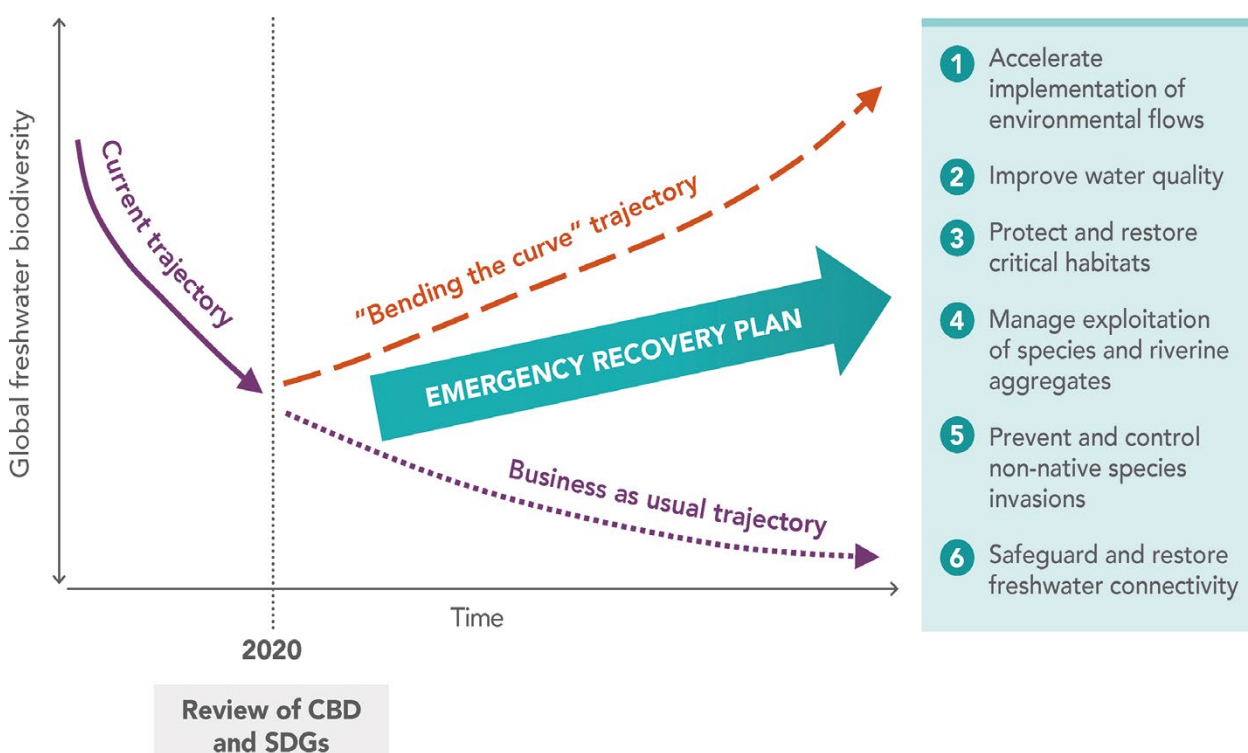 Global freshwater biodiversity
Current trajectory
"Bending the curve" trajectory
EMERGENCY RECOVERY PLAN
Business as usual trajectory
Time
2020
Review of CBD
and SDGs
1 Accelerate
implementation of
environmental flows
2 Improve water quality
3 Protect and restore
critical habitats
4 Manage exploitation
of species and riverine
aggregates
5 Prevent and control
non-native species
invasions
6 Safeguard and restore
freshwater connectivity